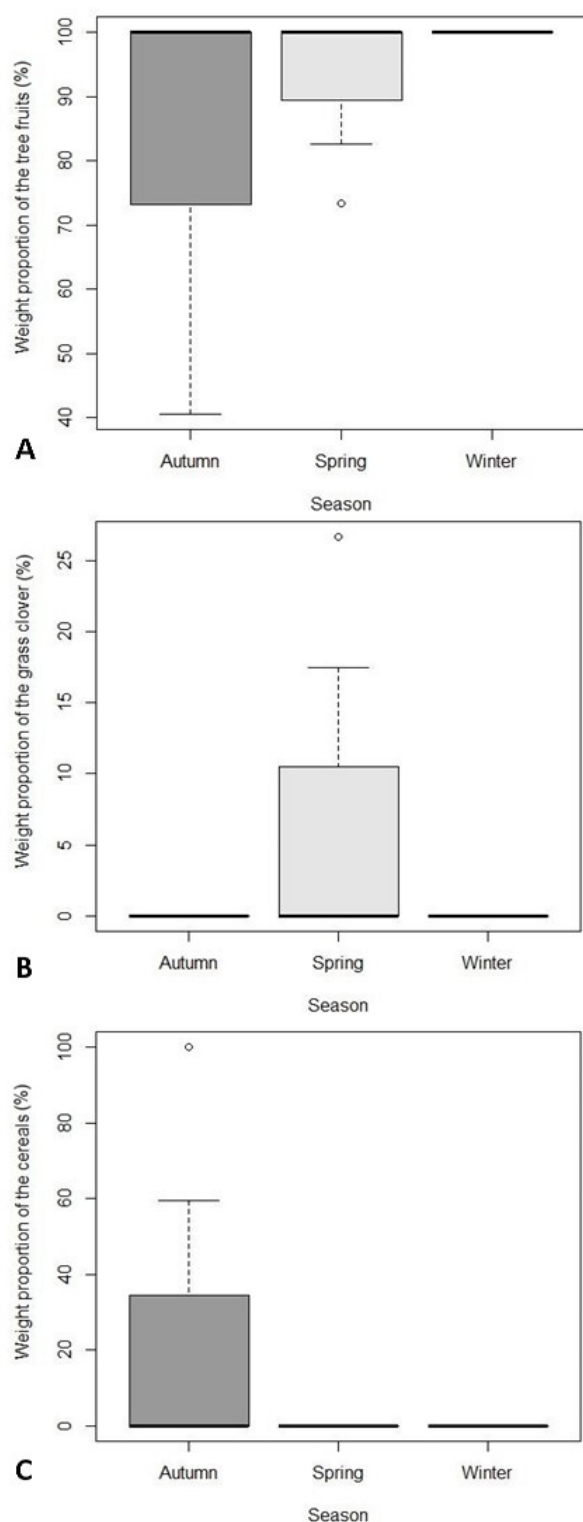 Weight proportion of the tree fruits (%)
100
90
80
70
60
50
40
A
Autumn Spring Winter
Season
Weight proportion of the grass clover (%)
25
20
15
10
5
0
B
Autumn Spring Winter
Season
Weight proportion of the cereals (%)
100
80
60
40
20
0
C
Autumn Spring Winter
Season